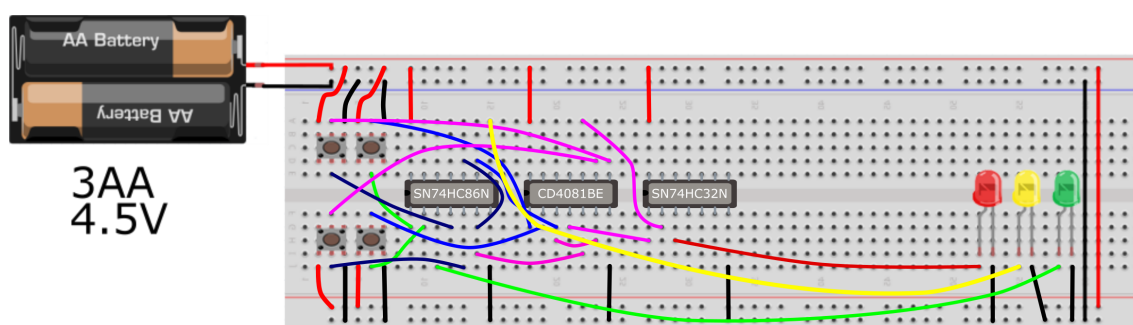 AA Battery
AA Battery
3AA
4.5V
SN74HC86N
CD4081BE
SN74HC32N